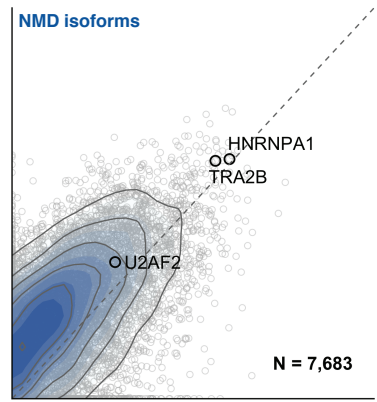 NMD isoforms
HNRNPA1
TRA2B
U2AF2
N = 7,683